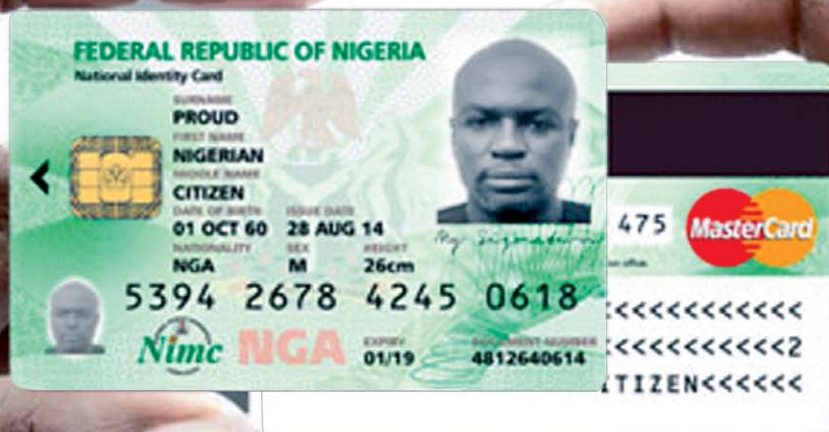 FEDERAL REPUBLIC OF NIGERIA
National Identity Card
SURNAME
PROUD
FIRST NAME
NIGERIAN
MIDDLE NAME
CITIZEN
DATE OF BIRTH ISSUE DATE
01 OCT 60 28 AUG 14
NATIONALITY SEX HEIGHT
NGA M 26cm
5394 2678 4245 0618
Nimc NGA
EXPIRY DOCUMENT NUMBER
01/19 4812640614
My Signature
475
MasterCard
<<<<<<<<<<<<
<<<<<<<<<<<2
ITIZEN<<<<<<